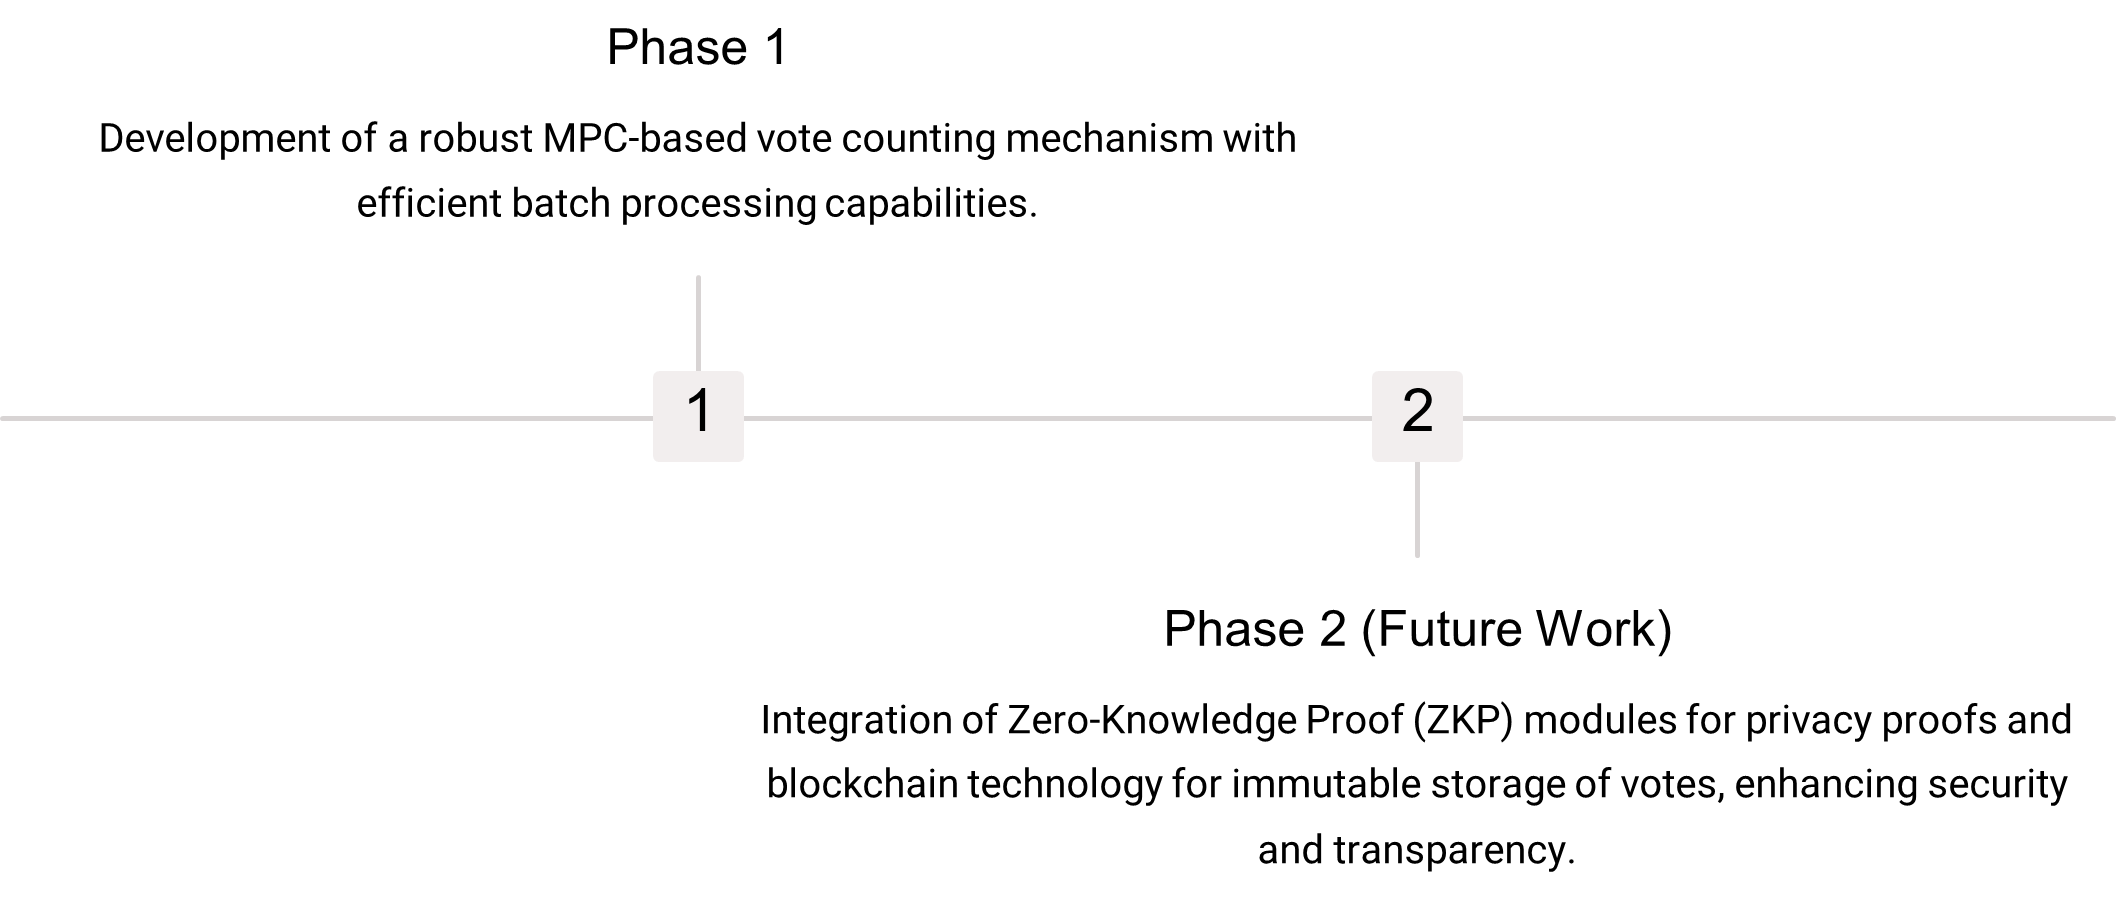 Phase 1
Development of a robust MPC-based vote counting mechanism with
efficient batch processing capabilities.
1
2
Phase 2 (Future Work)
Integration of Zero-Knowledge Proof (ZKP) modules for privacy proofs and
blockchain technology for immutable storage of votes, enhancing security
and transparency.